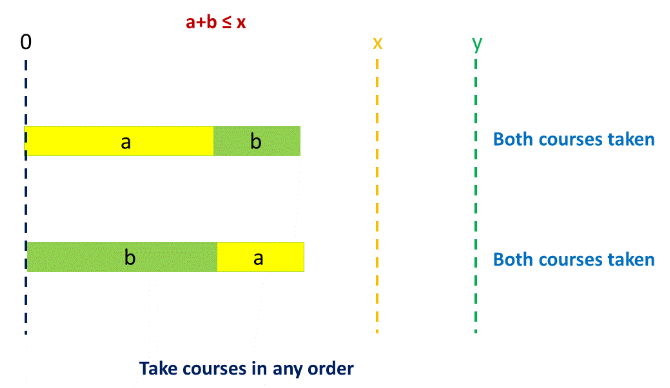 a+b ≤ x
0 x y
a b Both courses taken
b a Both courses taken
Take courses in any order